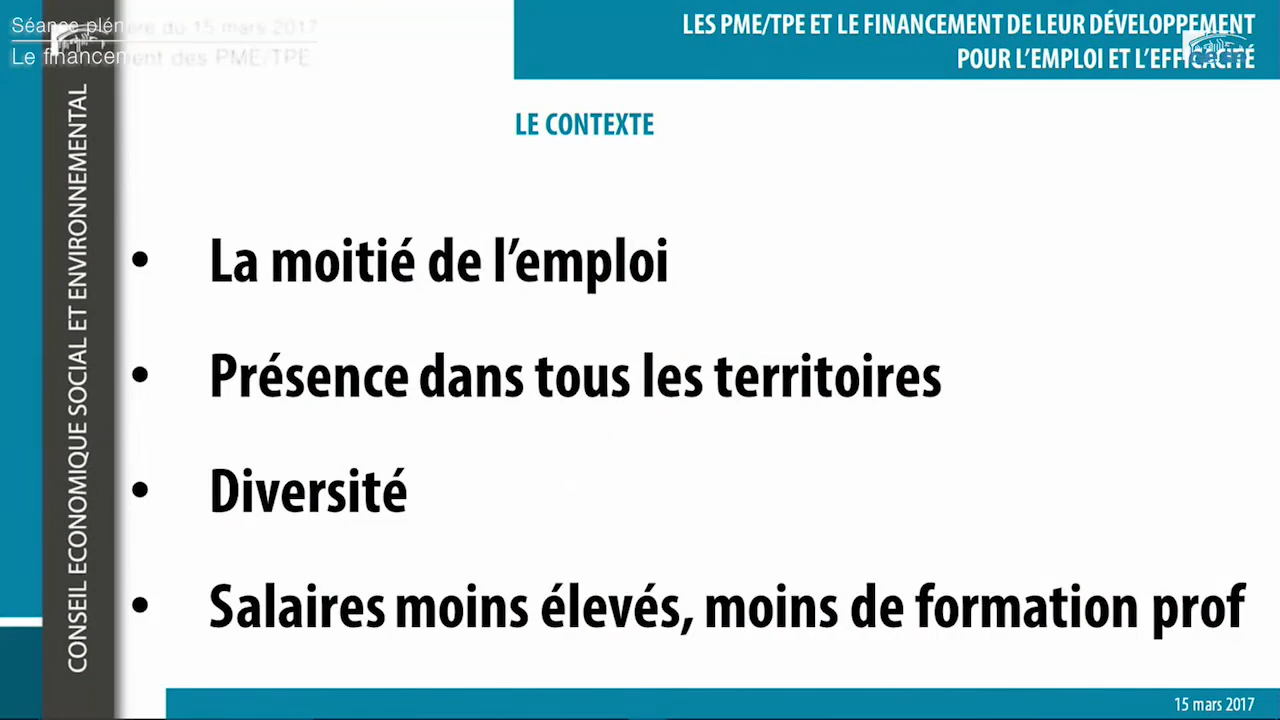 Séance plénière du 15 mars 2017
Le financement des PME/TPE
LES PME/TPE ET LE FINANCEMENT DE LEUR DÉVELOPPEMENT
POUR L’EMPLOI ET L’EFFICACITÉ
CONSEIL ECONOMIQUE SOCIAL ET ENVIRONNEMENTAL
LE CONTEXTE
• La moitié de l’emploi
• Présence dans tous les territoires
• Diversité
• Salaires moins élevés, moins de formation prof
15 mars 2017